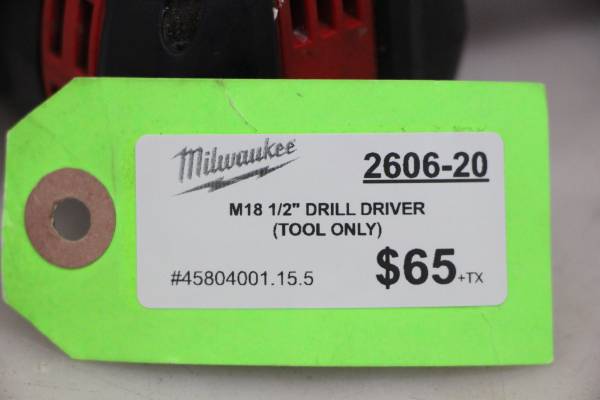 Milwaukee
2606-20
M18 1/2" DRILL DRIVER
(TOOL ONLY)
#45804001.15.5
$65+TX